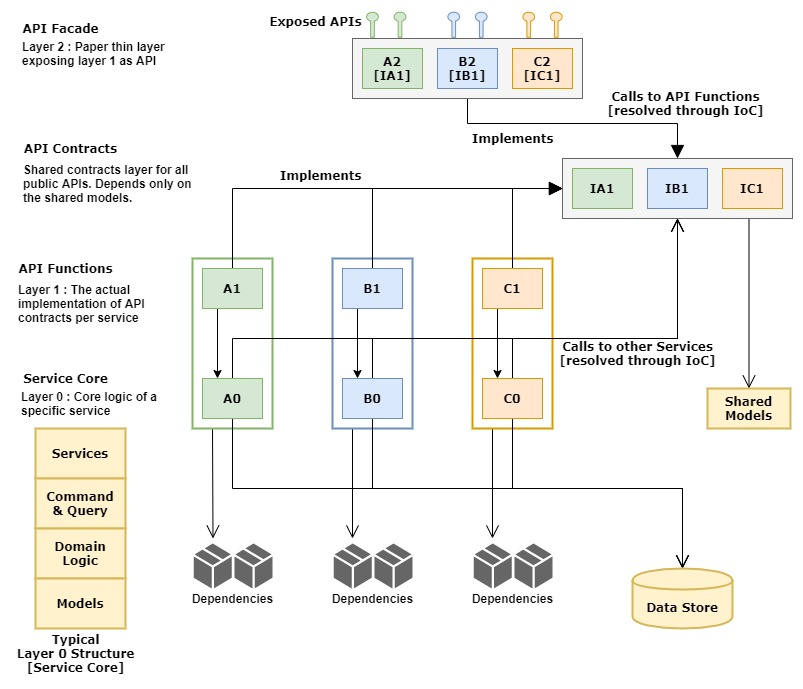 Exposed APIs
API Facade
Layer 2 : Paper thin layer
exposing layer 1 as API
A2
[IA1]
B2
[IB1]
C2
[IC1]
Calls to API Functions
[resolved through IoC]
Implements
API Contracts
Shared contracts layer for all
public APIs. Depends only on
the shared models.
Implements
IA1
IB1
IC1
API Functions
Layer 1 : The actual
implementation of API
contracts per service
A1
B1
C1
Calls to other Services
[resolved through IoC]
Service Core
Layer 0 : Core logic of a
specific service
A0
B0
C0
Shared
Models
Services
Command
& Query
Domain
Logic
Models
Typical
Layer 0 Structure
[Service Core]
Dependencies
Dependencies
Dependencies
Data Store